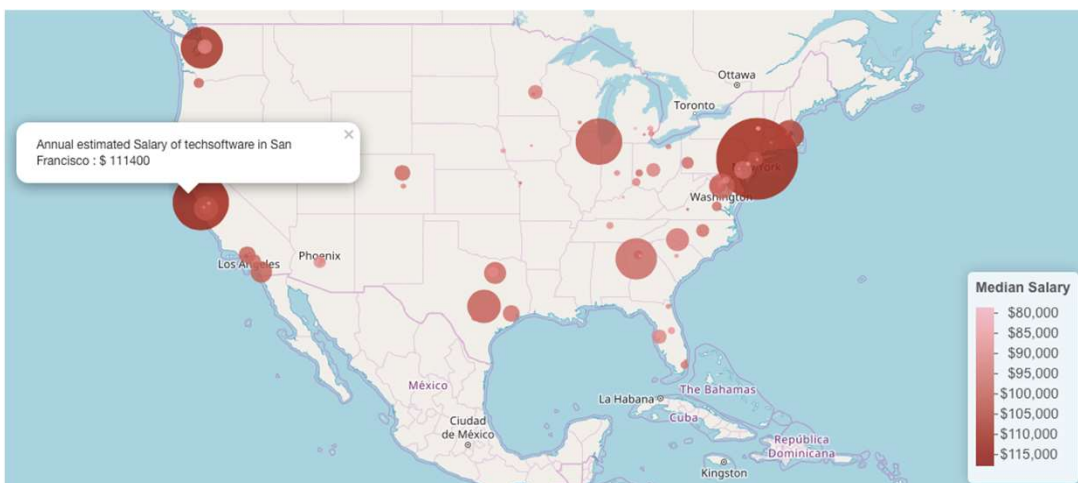 Ottawa
Toronto
Annual estimated Salary of techsoftware in San
Francisco : $ 111400
×
Washington
Los Angeles
Phoenix
Median Salary
$80,000
$85,000
$90,000
$95,000
$100,000
$105,000
$110,000
$115,000
México
The Bahamas
La Habana
Cuba
Ciudad
de México
República
Dominicana
Kingston